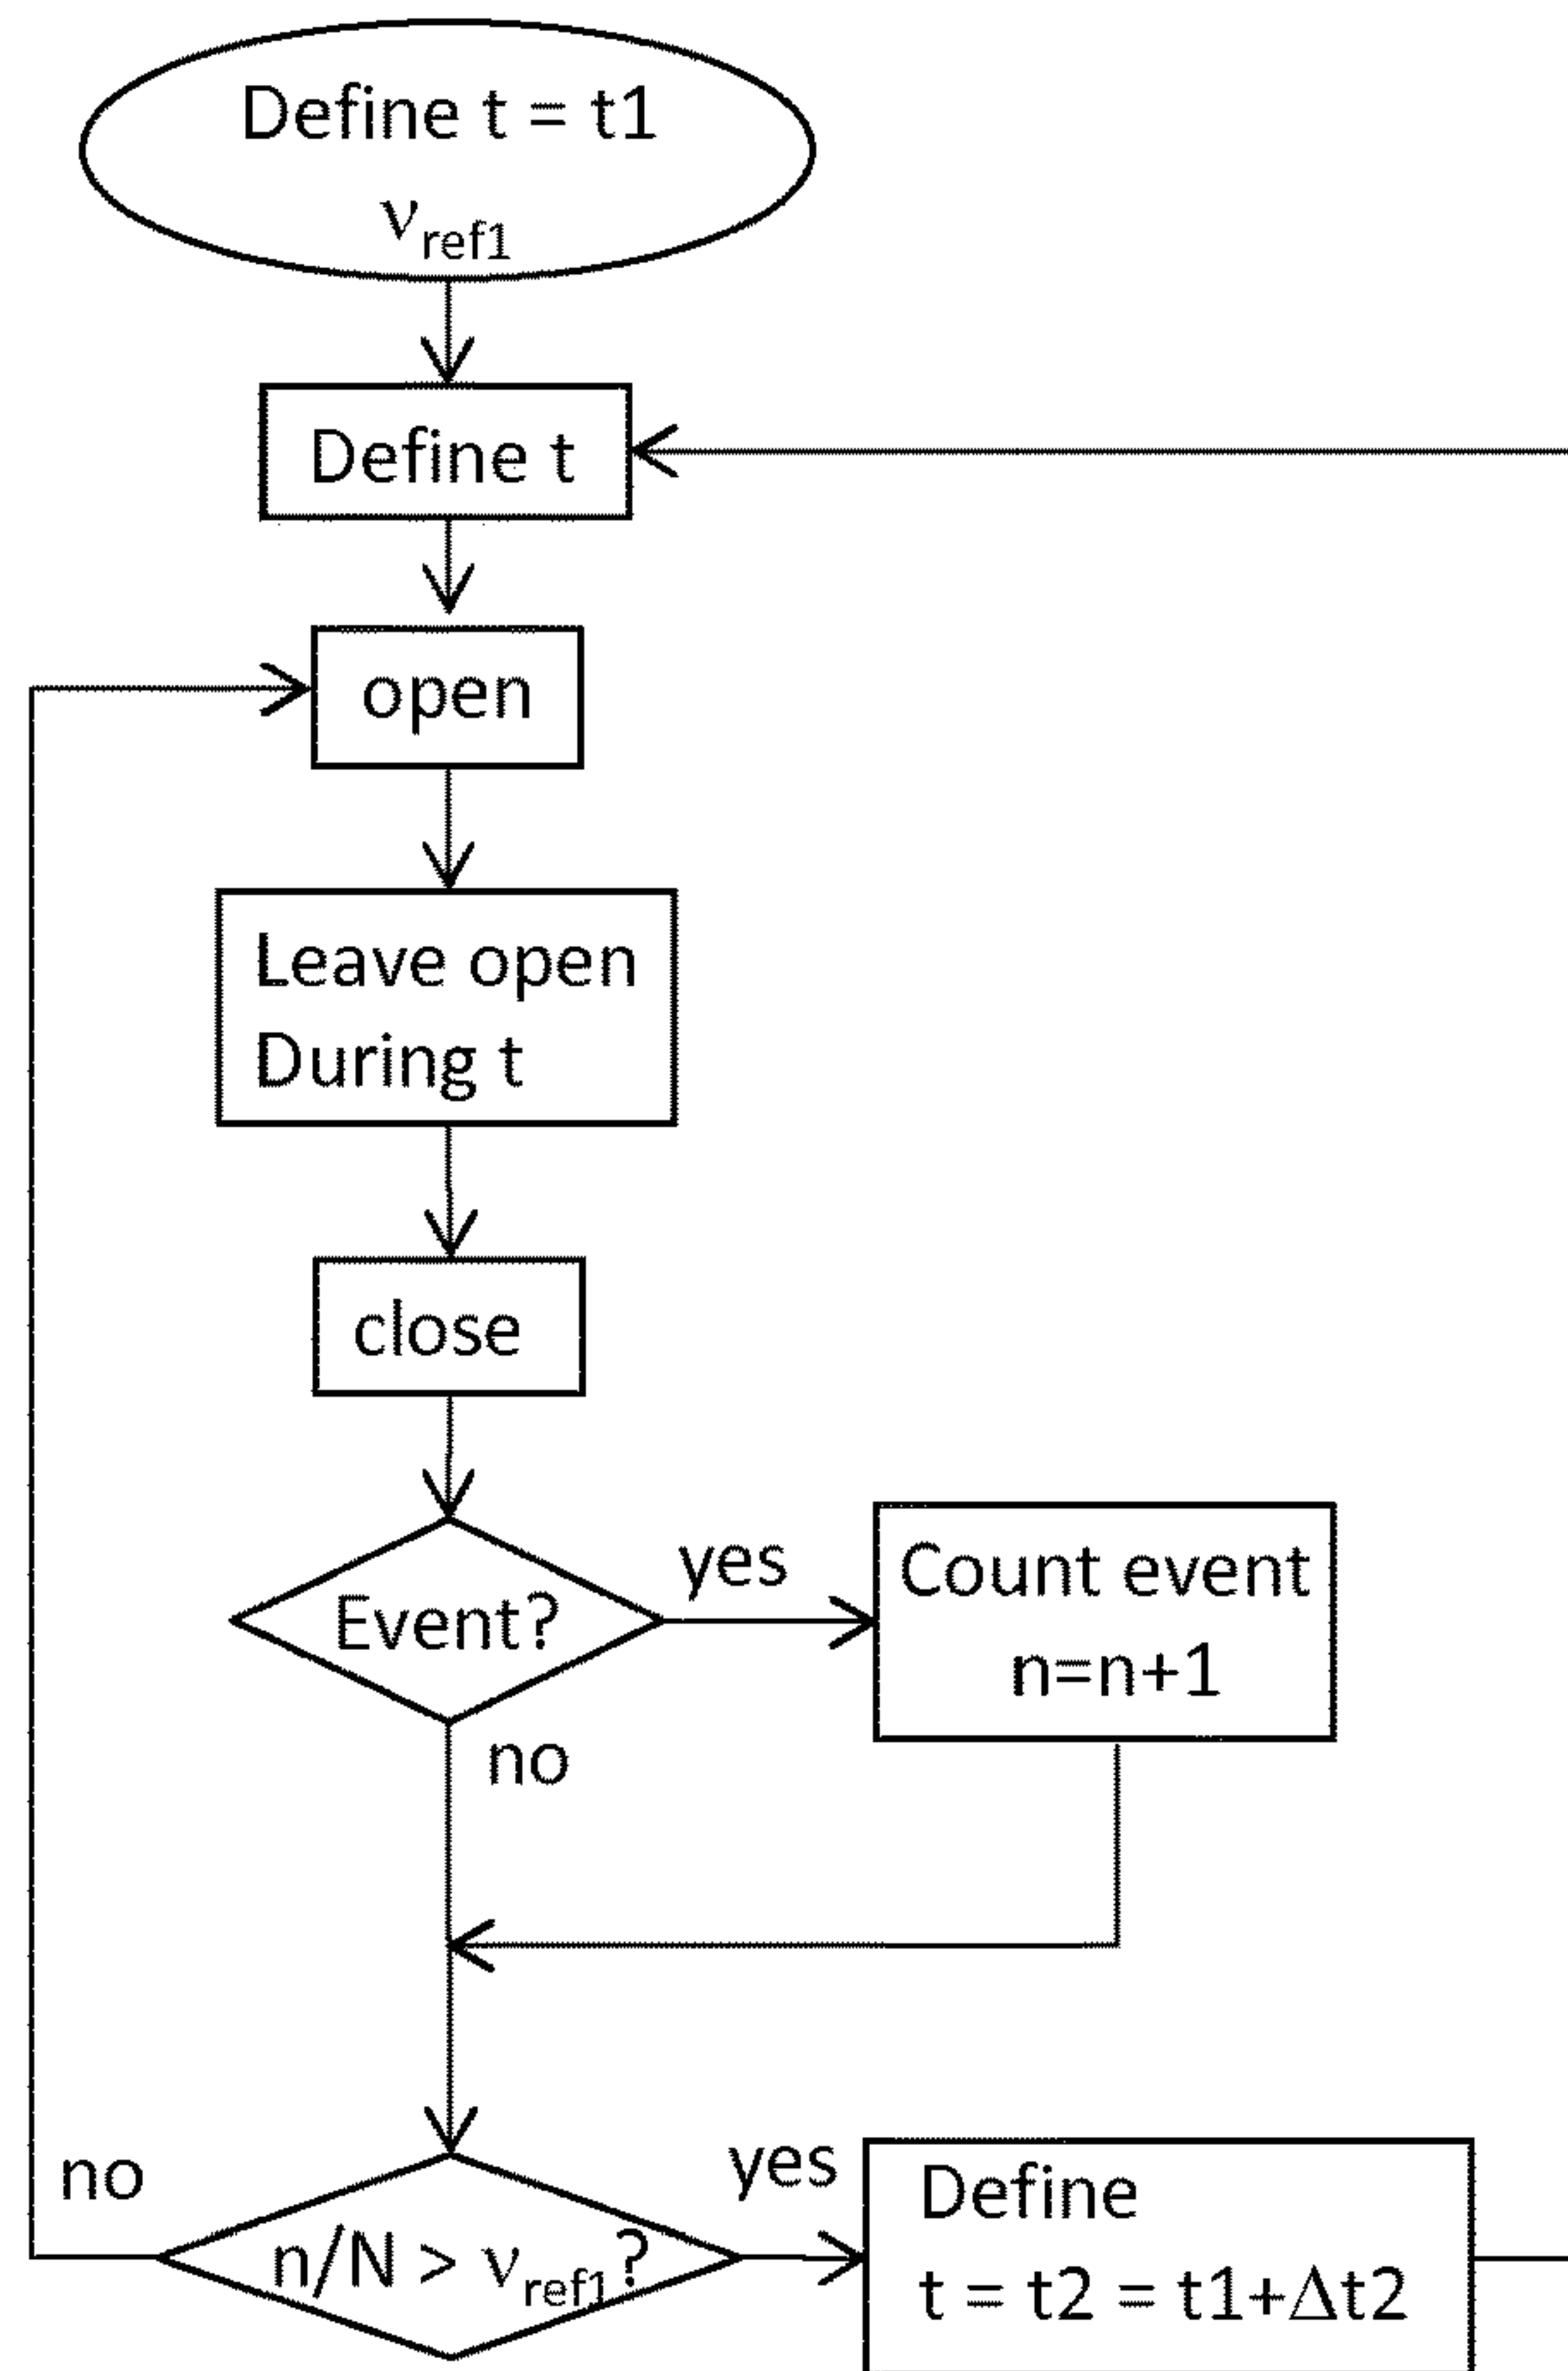 Define t = t1
νref1
Define t
open
Leave open
During t
close
Event?
yes
Count event
n=n+1
no
no
n/N > νref1?
yes
Define
t = t2 = t1+Δt2